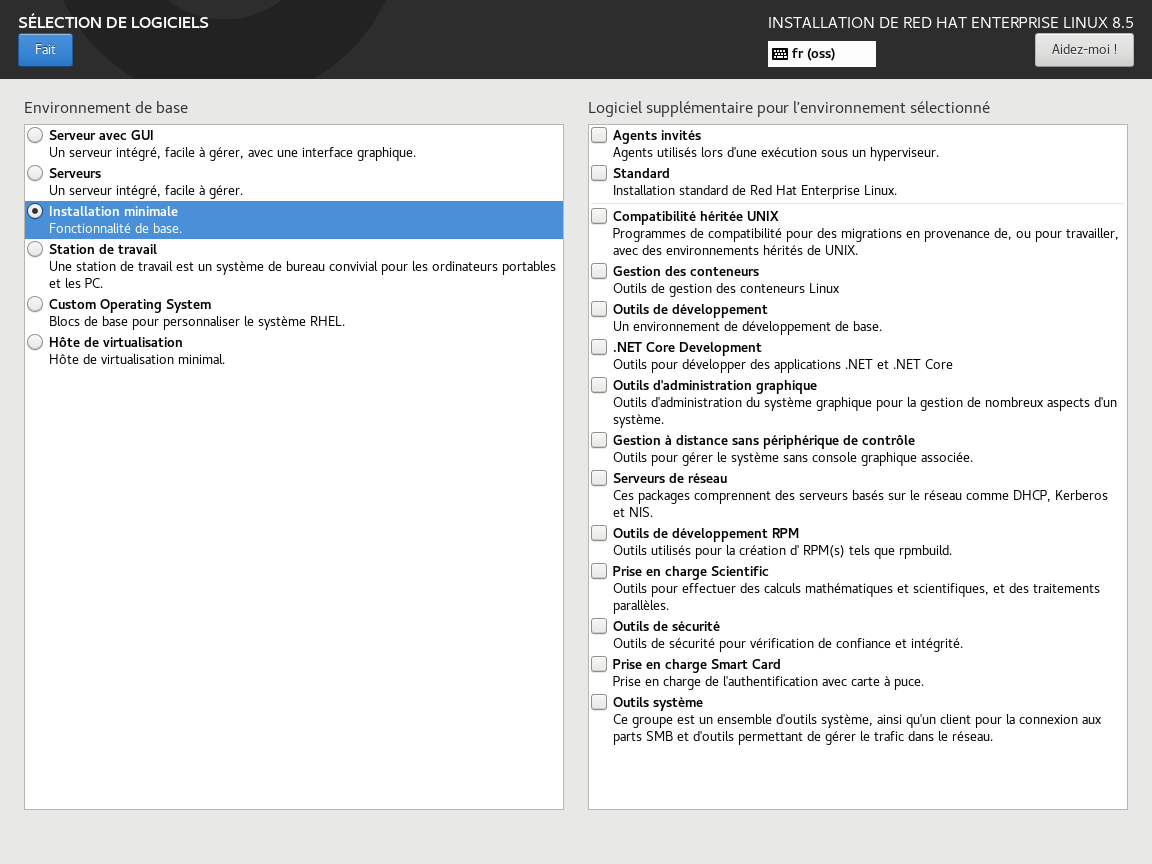 SÉLECTION DE LOGICIELS
Fait
INSTALLATION DE RED HAT ENTERPRISE LINUX 8.5
fr (oss)
Aidez-moi !
Environnement de base
Serveur avec GUI
Un serveur intégré, facile à gérer, avec une interface graphique.
Serveurs
Un serveur intégré, facile à gérer.
Installation minimale
Fonctionnalité de base.
Station de travail
Une station de travail est un système de bureau convivial pour les ordinateurs portables
et les PC.
Custom Operating System
Blocs de base pour personnaliser le système RHEL.
Hôte de virtualisation
Hôte de virtualisation minimal.
Logiciel supplémentaire pour l'environnement sélectionné
Agents invités
Agents utilisés lors d'une exécution sous un hyperviseur.
Standard
Installation standard de Red Hat Enterprise Linux.
Compatibilité héritée UNIX
Programmes de compatibilité pour des migrations en provenance de, ou pour travailler,
avec des environnements hérités de UNIX.
Gestion des conteneurs
Outils de gestion des conteneurs Linux
Outils de développement
Un environnement de développement de base.
.NET Core Development
Outils pour développer des applications .NET et .NET Core
Outils d'administration graphique
Outils d'administration du système graphique pour la gestion de nombreux aspects d'un
système.
Gestion à distance sans périphérique de contrôle
Outils pour gérer le système sans console graphique associée.
Serveurs de réseau
Ces packages comprennent des serveurs basés sur le réseau comme DHCP, Kerberos
et NIS.
Outils de développement RPM
Outils utilisés pour la création d' RPM(s) tels que rpmbuild.
Prise en charge Scientific
Outils pour effectuer des calculs mathématiques et scientifiques, et des traitements
parallèles.
Outils de sécurité
Outils de sécurité pour vérification de confiance et intégrité.
Prise en charge Smart Card
Prise en charge de l'authentification avec carte à puce.
Outils système
Ce groupe est un ensemble d'outils système, ainsi qu'un client pour la connexion aux
parts SMB et d'outils permettant de gérer le trafic dans le réseau.